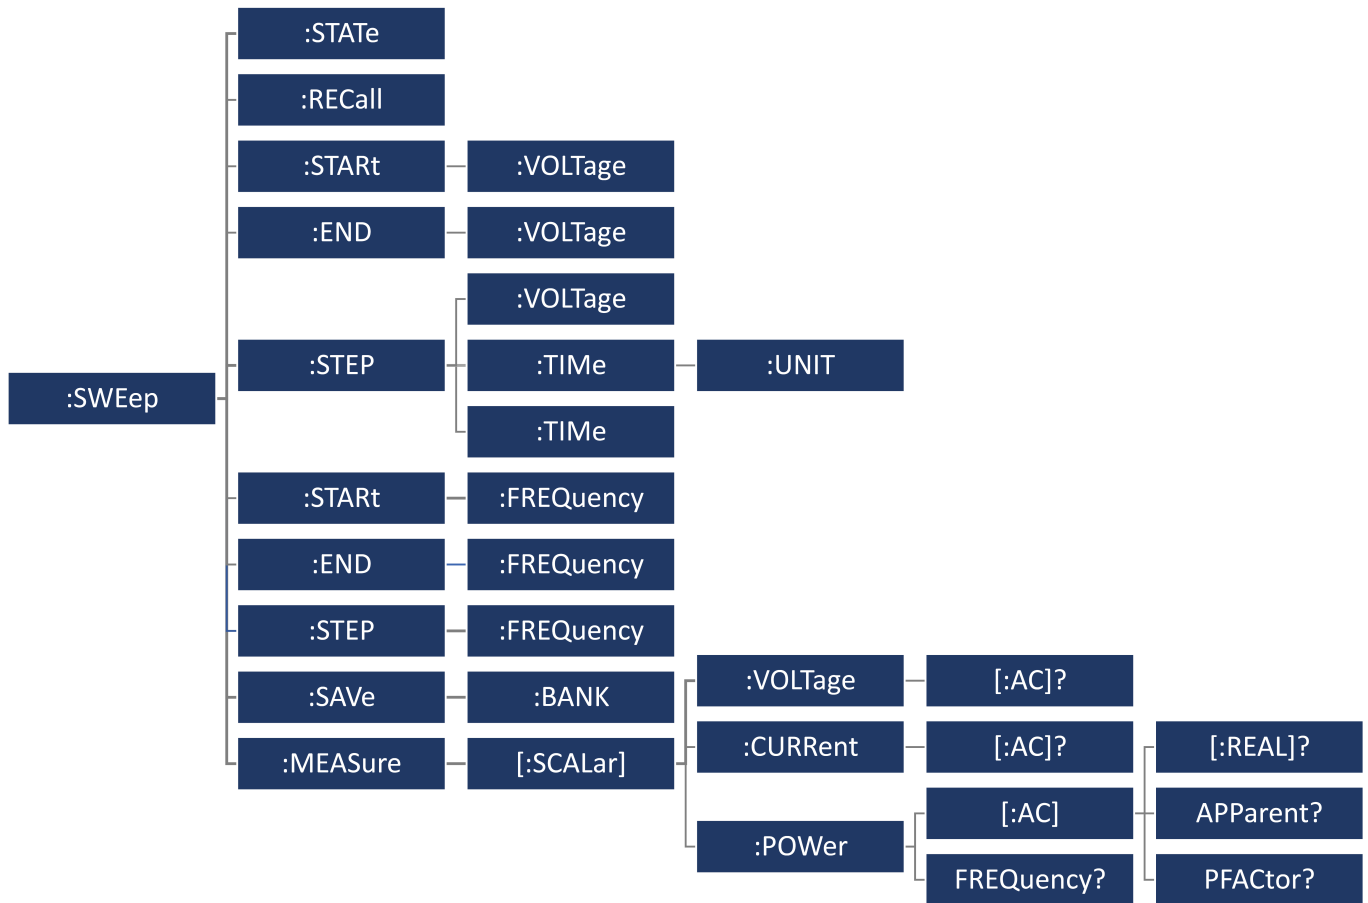 :SWEep
:STATe
:RECall
:STARt
:VOLTage
:END
:VOLTage
:STEP
:VOLTage
:TIMe
:UNIT
:TIMe
:STARt
:FREQuency
:END
:FREQuency
:STEP
:FREQuency
:SAVe
:BANK
:MEASure
[:SCALar]
:VOLTage
[:AC]?
:CURRent
[:AC]?
:POWer
[:AC]
[:REAL]?
APParent?
PFACtor?
FREQuency?